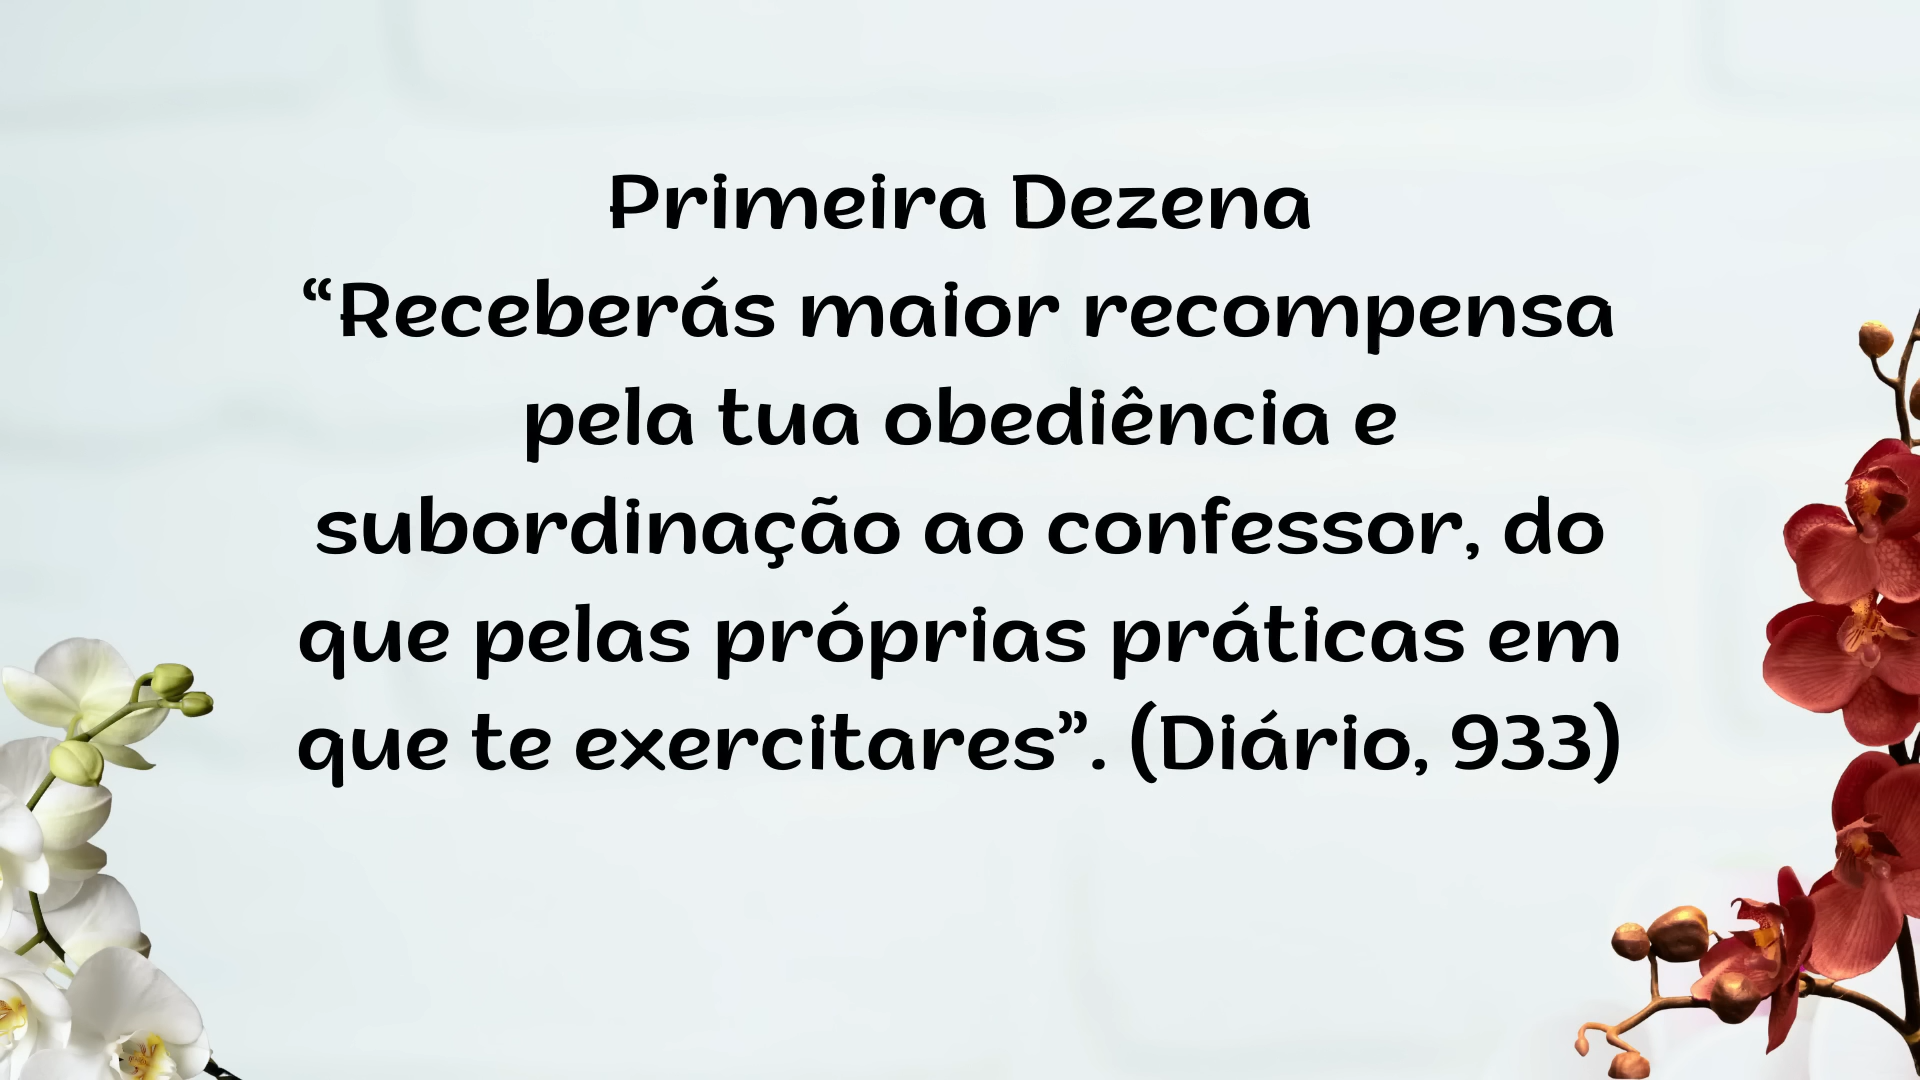 Primeira Dezena
“Receberás maior recompensa
pela tua obediência e
subordinação ao confessor, do
que pelas próprias práticas em
que te exercitares”. (Diário, 933)